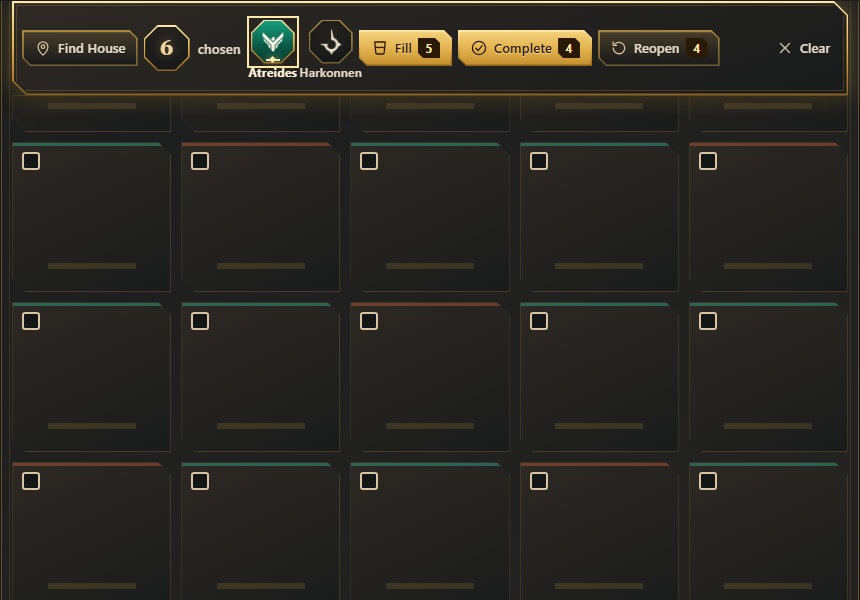 Find House
6
chosen
Atreides
Harkonnen
Fill 5
Complete 4
Reopen 4
Clear